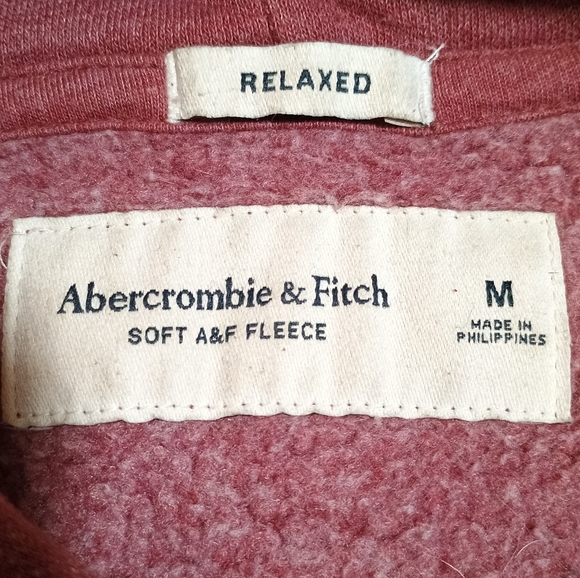 RELAXED
Abercrombie & Fitch
SOFT A&F FLEECE
M
MADE IN
PHILIPPINES